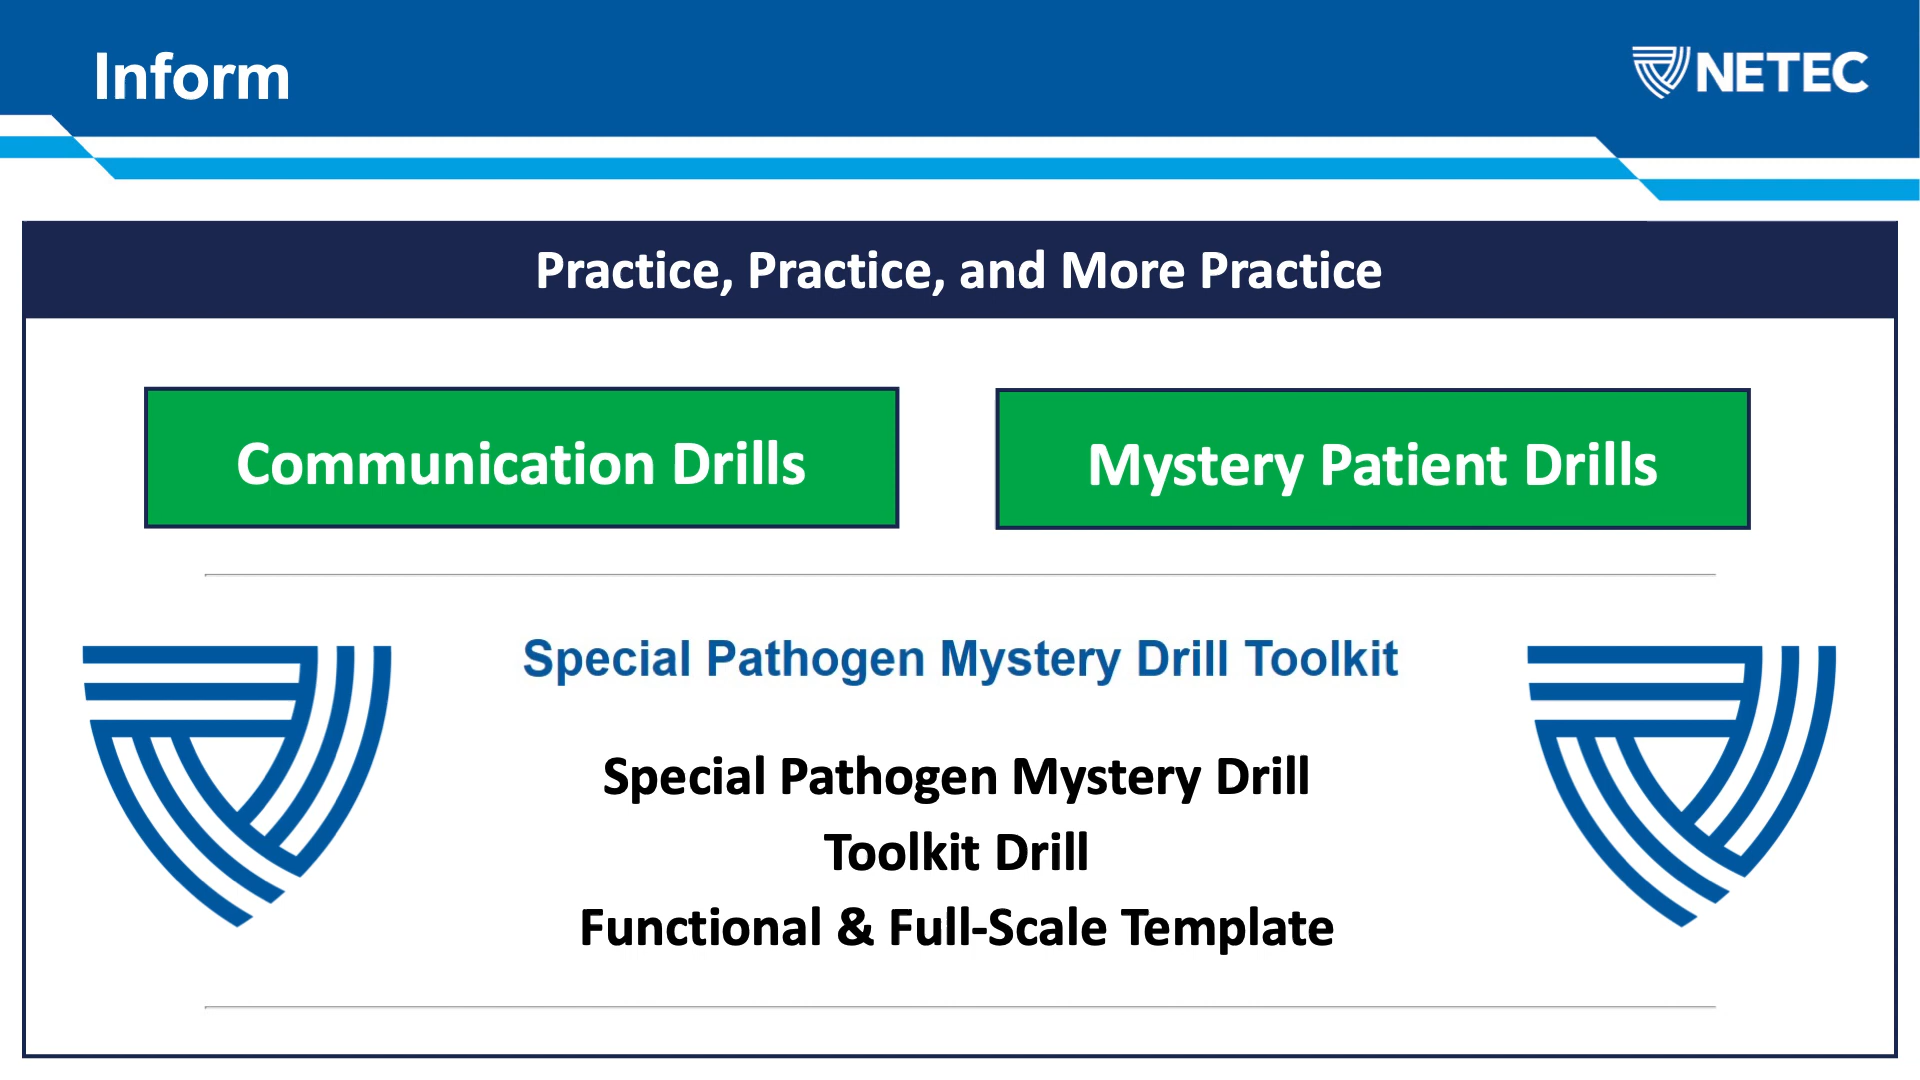 Inform
NETEC
Practice, Practice, and More Practice
Communication Drills
Mystery Patient Drills
Special Pathogen Mystery Drill Toolkit
Special Pathogen Mystery Drill
Toolkit Drill
Functional & Full-Scale Template